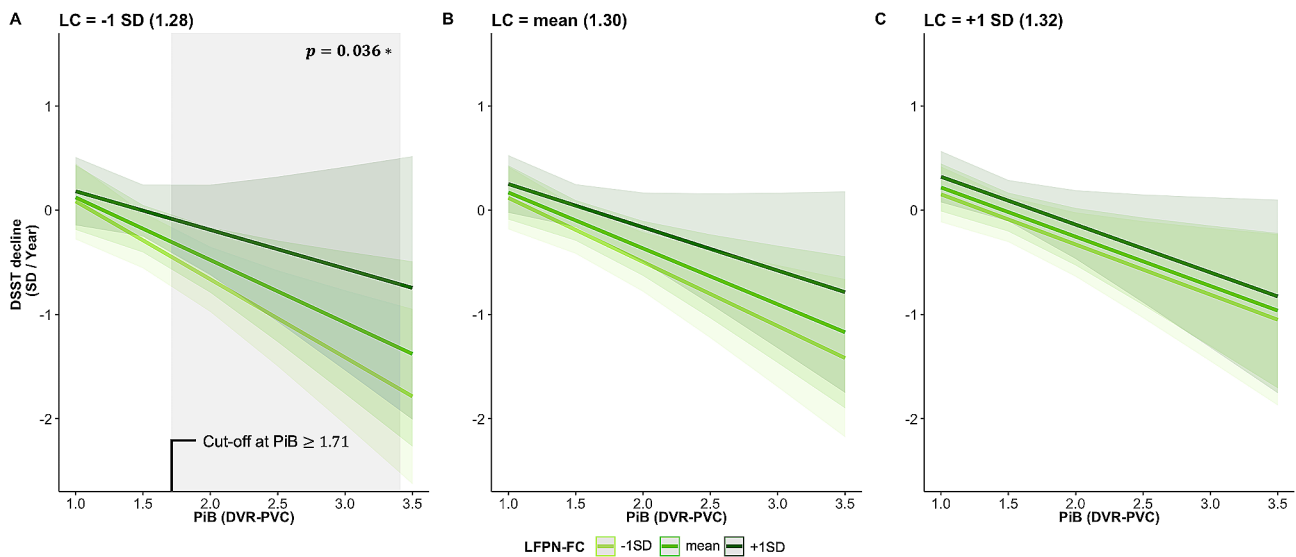 A LC = -1 SD (1.28)
B LC = mean (1.30)
C LC = +1 SD (1.32)
p = 0.036 *
DSST decline
(SD / Year)
1
0
-1
-2
Cut-off at PiB ≥ 1.71
1.0 1.5 2.0 2.5 3.0 3.5
PiB (DVR-PVC)
1
0
-1
-2
1.0 1.5 2.0 2.5 3.0 3.5
PiB (DVR-PVC)
1
0
-1
-2
1.0 1.5 2.0 2.5 3.0 3.5
PiB (DVR-PVC)
LFPN-FC -1SD mean +1SD